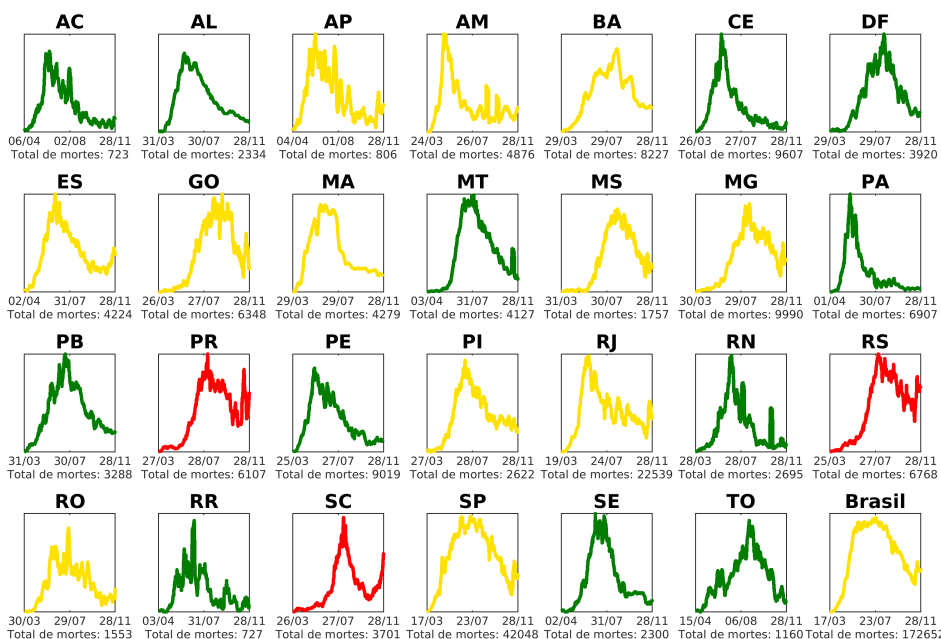 AC AL AP AM BA CE DF
06/04 02/08 28/11 31/03 30/07 28/11 04/04 01/08 28/11 24/03 26/07 28/11 29/03 29/07 28/11 26/03 27/07 28/11 29/03 29/07 28/11
Total de mortes: 723 Total de mortes: 2334 Total de mortes: 806 Total de mortes: 4876 Total de mortes: 8227 Total de mortes: 9607 Total de mortes: 3920
ES GO MA MT MS MG PA
02/04 31/07 28/11 26/03 27/07 28/11 29/03 29/07 28/11 03/04 31/07 28/11 31/03 30/07 28/11 30/03 29/07 28/11 01/04 30/07 28/11
Total de mortes: 4224 Total de mortes: 6348 Total de mortes: 4279 Total de mortes: 4127 Total de mortes: 1757 Total de mortes: 9990 Total de mortes: 6907
PB PR PE PI RJ RN RS
31/03 30/07 28/11 27/03 28/07 28/11 25/03 27/07 28/11 27/03 28/07 28/11 19/03 24/07 28/11 28/03 28/07 28/11 25/03 27/07 28/11
Total de mortes: 3288 Total de mortes: 6107 Total de mortes: 9019 Total de mortes: 2622 Total de mortes: 22539 Total de mortes: 2695 Total de mortes: 6768
RO RR SC SP SE TO Brasil
30/03 29/07 28/11 03/04 31/07 28/11 26/03 27/07 28/11 17/03 23/07 28/11 02/04 31/07 28/11 15/04 06/08 28/11 17/03 23/07 28/11
Total de mortes: 1553 Total de mortes: 727 Total de mortes: 3701 Total de mortes: 42048 Total de mortes: 2300 Total de mortes: 1160 Total de mortes: